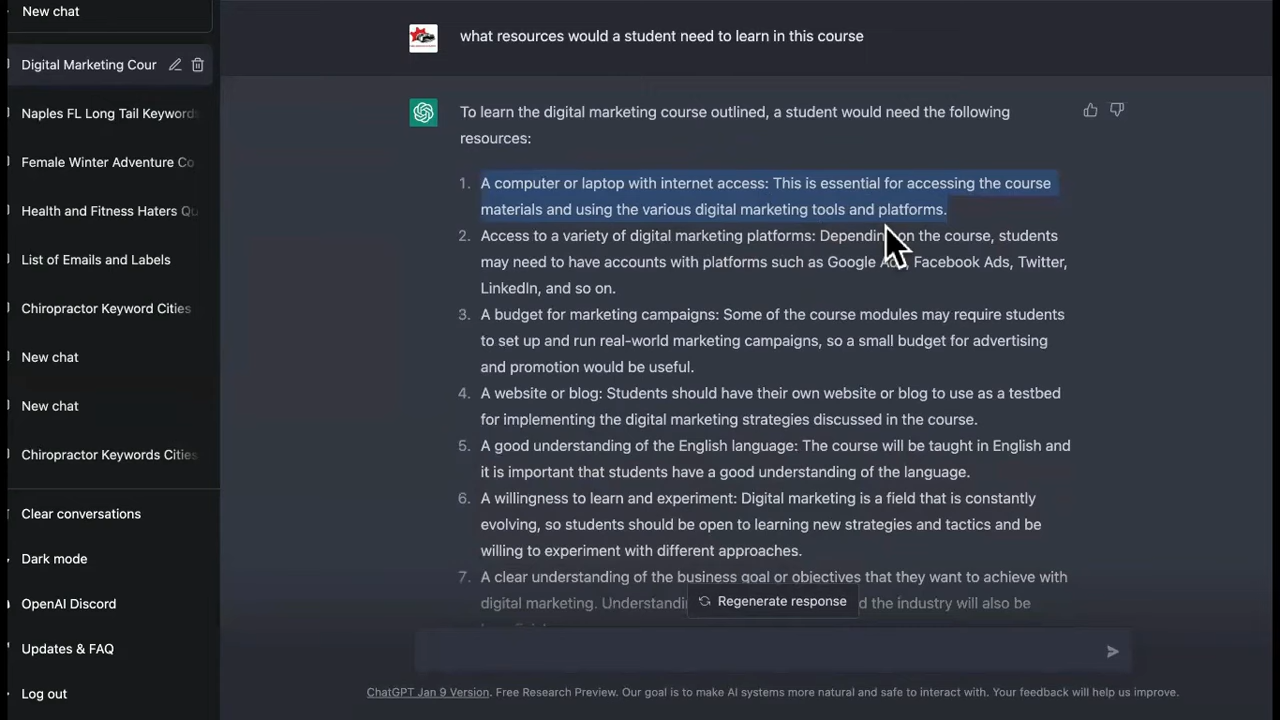 New chat
Digital Marketing Cour
Naples FL Long Tail Keywords
Female Winter Adventure Co
Health and Fitness Haters Qu
List of Emails and Labels
Chiropractor Keyword Cities
New chat
New chat
Chiropractor Keywords Cities
Clear conversations
Dark mode
OpenAI Discord
Updates & FAQ
Log out
what resources would a student need to learn in this course
To learn the digital marketing course outlined, a student would need the following
resources:
1. A computer or laptop with internet access: This is essential for accessing the course
materials and using the various digital marketing tools and platforms.
2. Access to a variety of digital marketing platforms: Depending on the course, students
may need to have accounts with platforms such as Google Ads, Facebook Ads, Twitter,
LinkedIn, and so on.
3. A budget for marketing campaigns: Some of the course modules may require students
to set up and run real-world marketing campaigns, so a small budget for advertising
and promotion would be useful.
4. A website or blog: Students should have their own website or blog to use as a testbed
for implementing the digital marketing strategies discussed in the course.
5. A good understanding of the English language: The course will be taught in English and
it is important that students have a good understanding of the language.
6. A willingness to learn and experiment: Digital marketing is a field that is constantly
evolving, so students should be open to learning new strategies and tactics and be
willing to experiment with different approaches.
7. A clear understanding of the business goal or objectives that they want to achieve with
digital marketing. Understandin d the industry will also be
Regenerate response
ChatGPT Jan 9 Version. Free Research Preview. Our goal is to make AI systems more natural and safe to interact with. Your feedback will help us improve.